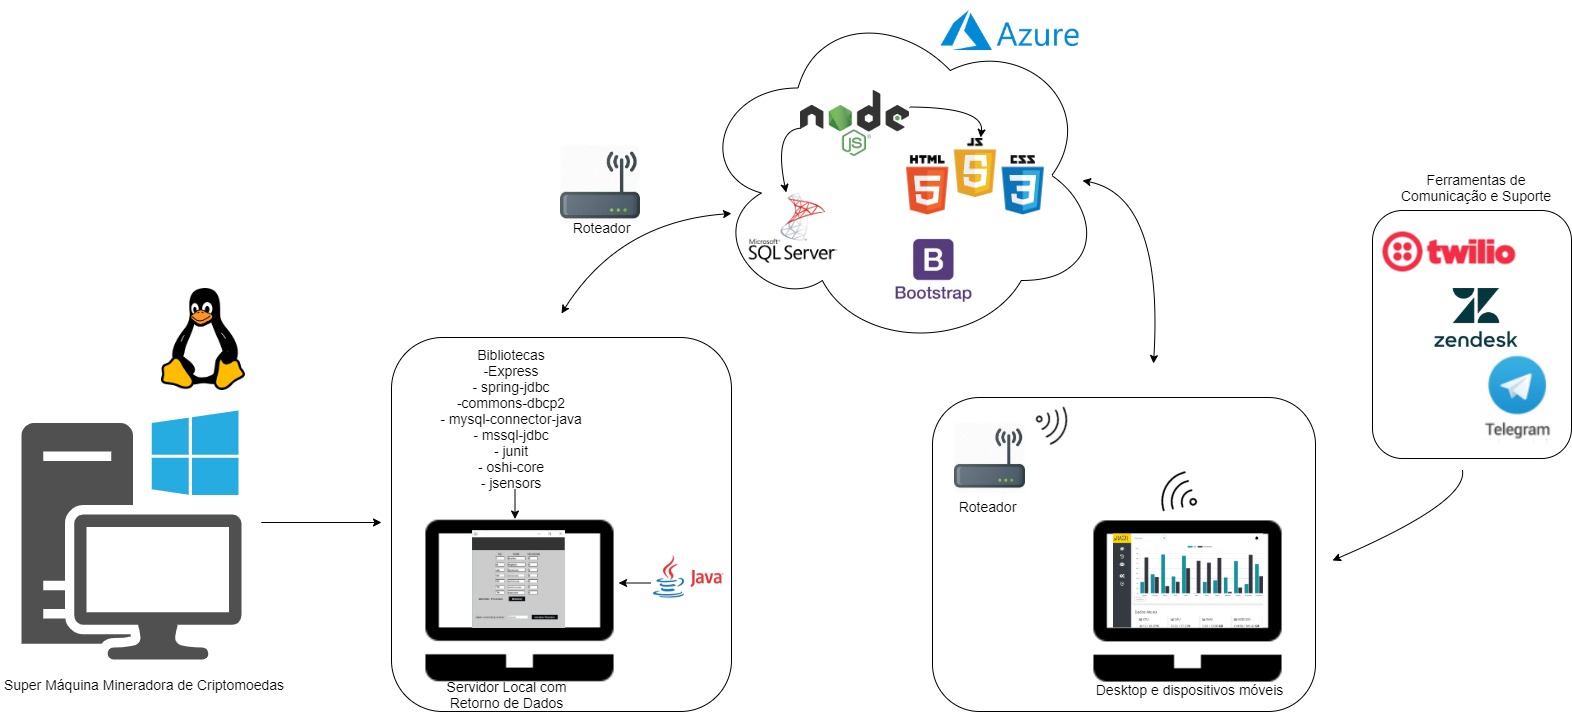 Azure
node
JS
HTML
5
JS
5
CSS
3
Microsoft
SQL Server
B
Bootstrap
Roteador
Ferramentas de
Comunicação e Suporte
twilio
zendesk
Telegram
Bibliotecas
-Express
- spring-jdbc
-commons-dbcp2
- mysql-connector-java
- mssql-jdbc
- junit
- oshi-core
- jsensors
Java
Servidor Local com
Retorno de Dados
Super Máquina Mineradora de Criptomoedas
Roteador
Desktop e dispositivos móveis